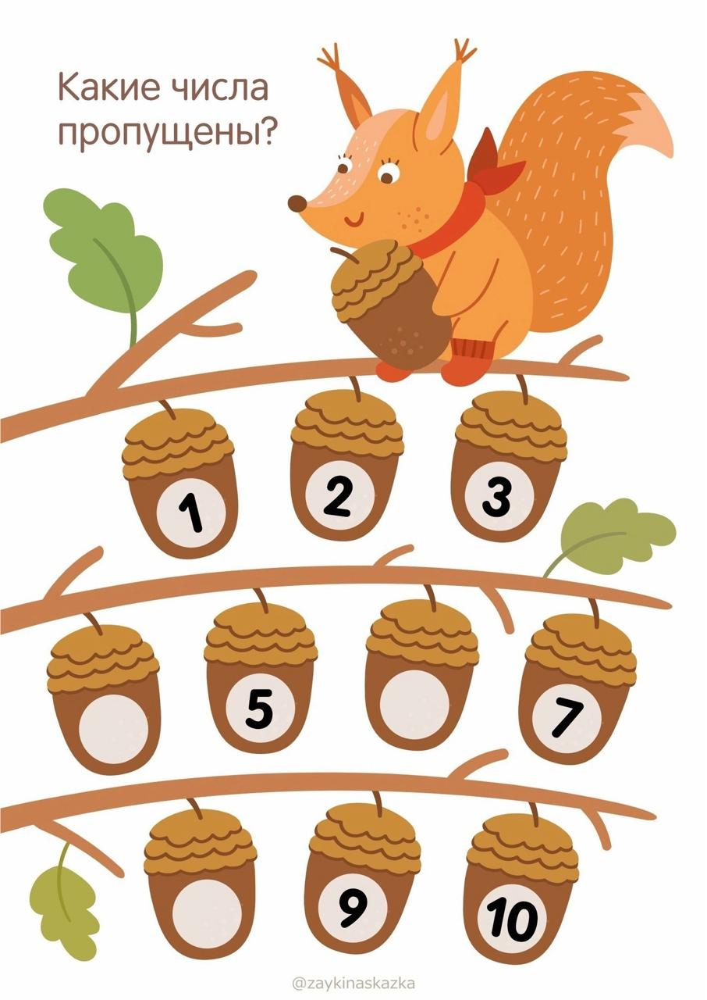 Какие числа
пропущены?
1 2 3
5 7
9 10
@zaykinaskazka